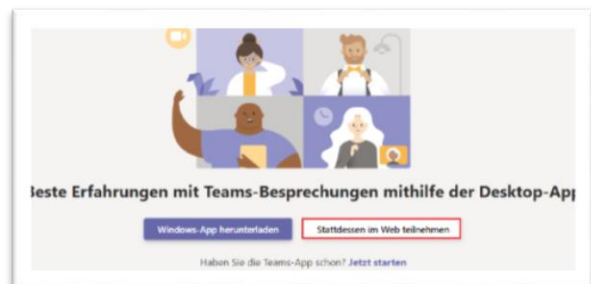 Beste Erfahrungen mit Teams-Besprechungen mithilfe der Desktop-App
Windows-App herunterladen
Stattdessen im Web teilnehmen
Haben Sie die Teams-App schon? Jetzt starten